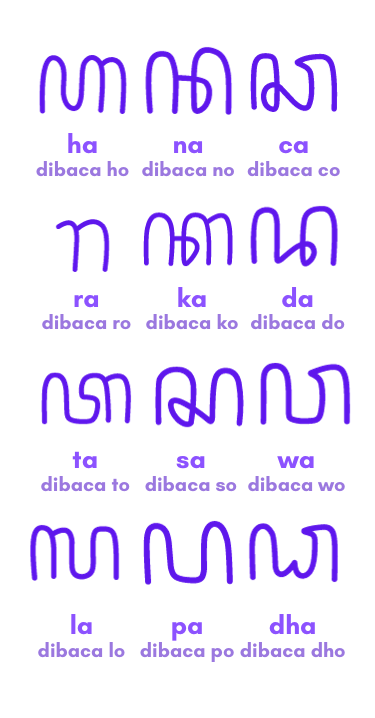 ꦲ ꦤ ꦕ
ha na ca
dibaca ho dibaca no dibaca co
ꦫ ꦏ ꦢ
ra ka da
dibaca ro dibaca ko dibaca do
ꦠ ꦱ ꦮ
ta sa wa
dibaca to dibaca so dibaca wo
ꦭ ꦥ ꦝ
la pa dha
dibaca lo dibaca po dibaca dho